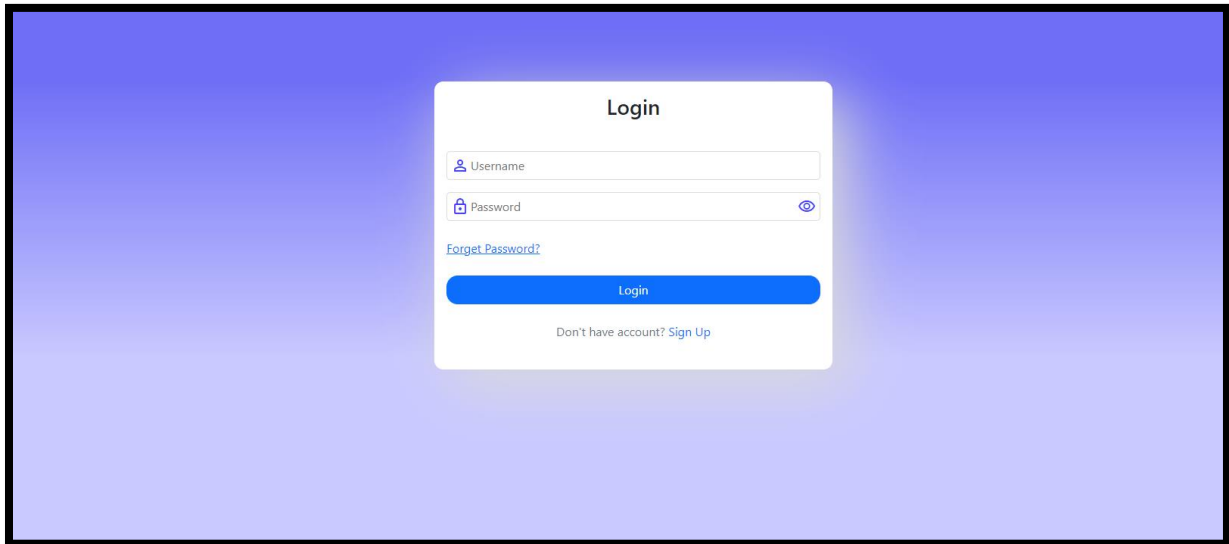 Login
Username
Password
Forget Password?
Login
Don't have account? Sign Up